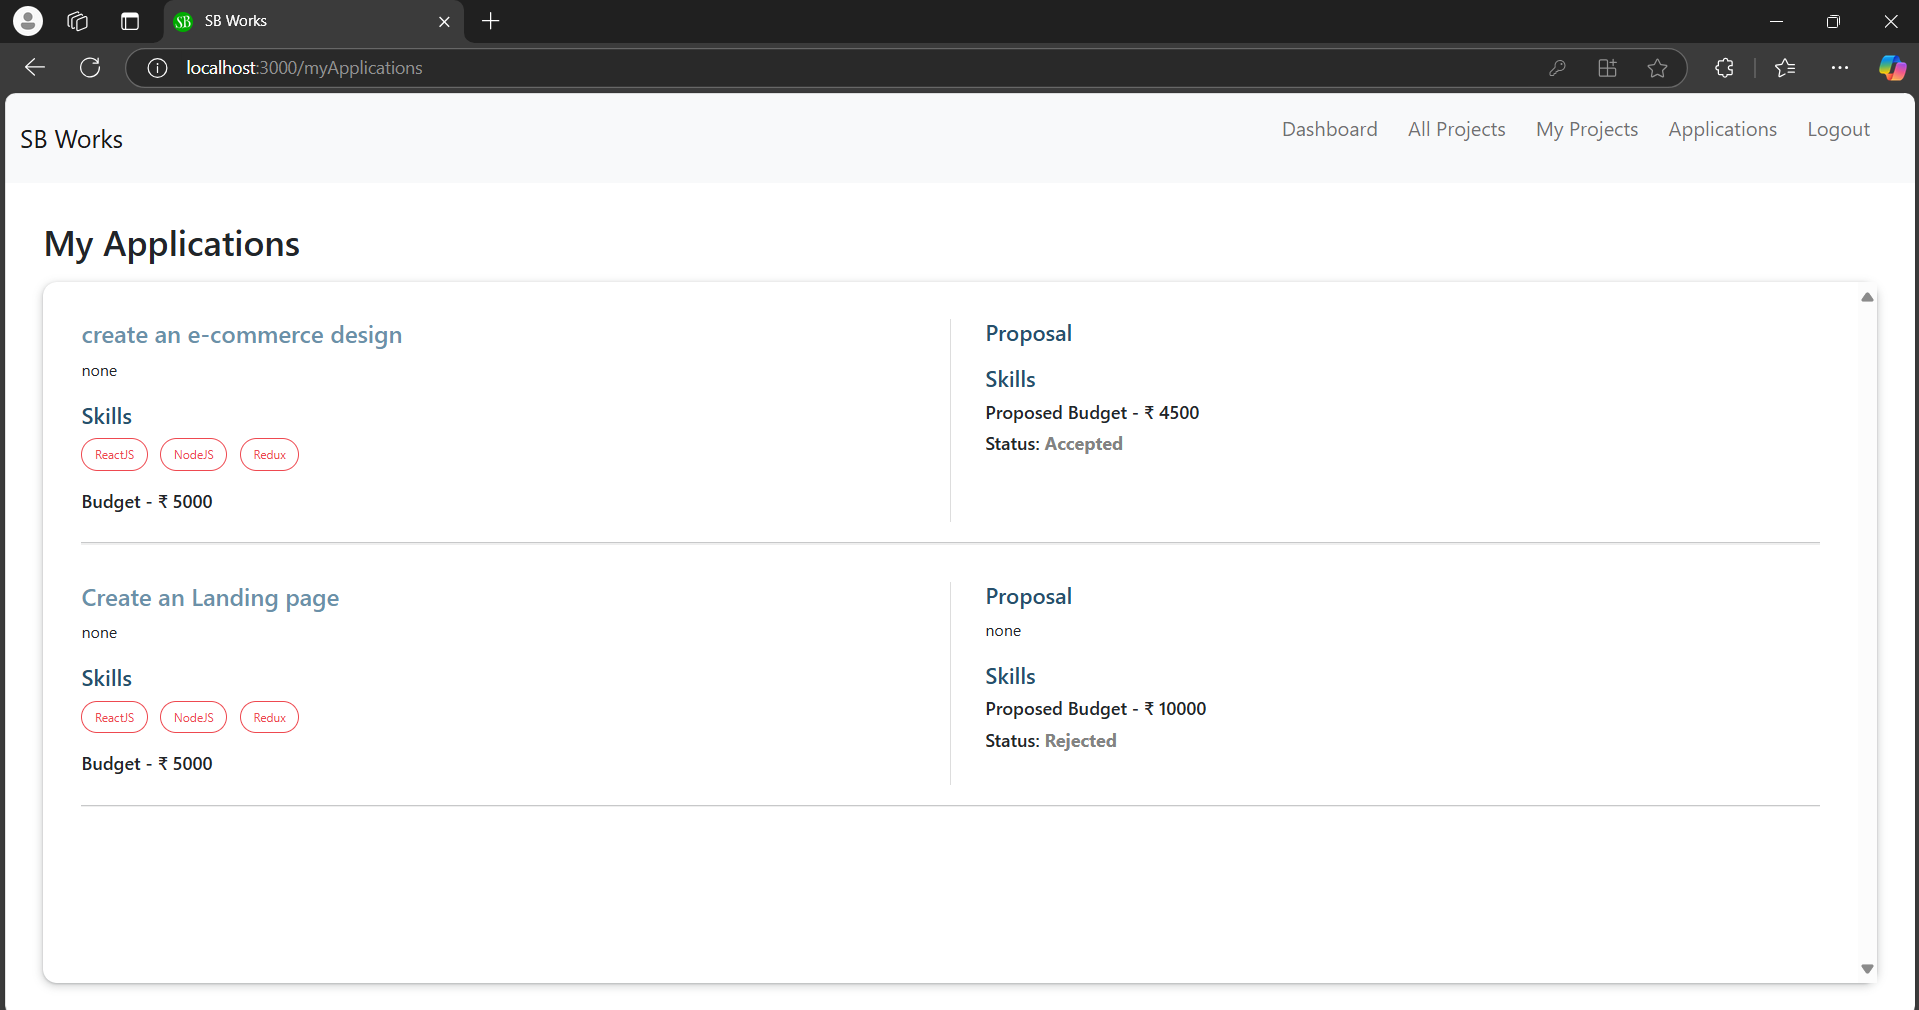 SB SB Works
localhost:3000/myApplications
SB Works
Dashboard All Projects My Projects Applications Logout
My Applications
create an e-commerce design
none
Skills
ReactJS NodeJS Redux
Budget - ₹ 5000
Proposal
Skills
Proposed Budget - ₹ 4500
Status: Accepted
Create an Landing page
none
Skills
ReactJS NodeJS Redux
Budget - ₹ 5000
Proposal
none
Skills
Proposed Budget - ₹ 10000
Status: Rejected